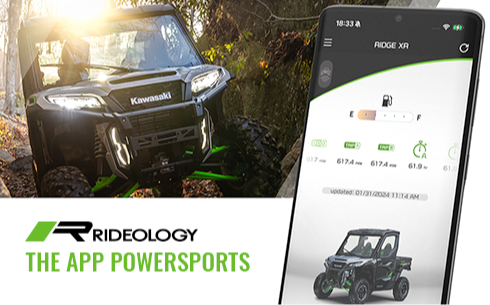 Kawasaki
RIDEOLOGY
THE APP POWERSPORTS
18:33
RIDGE XR
E F
617.4 617.4 61.9
updated: 01/31/2024 11:14 AM